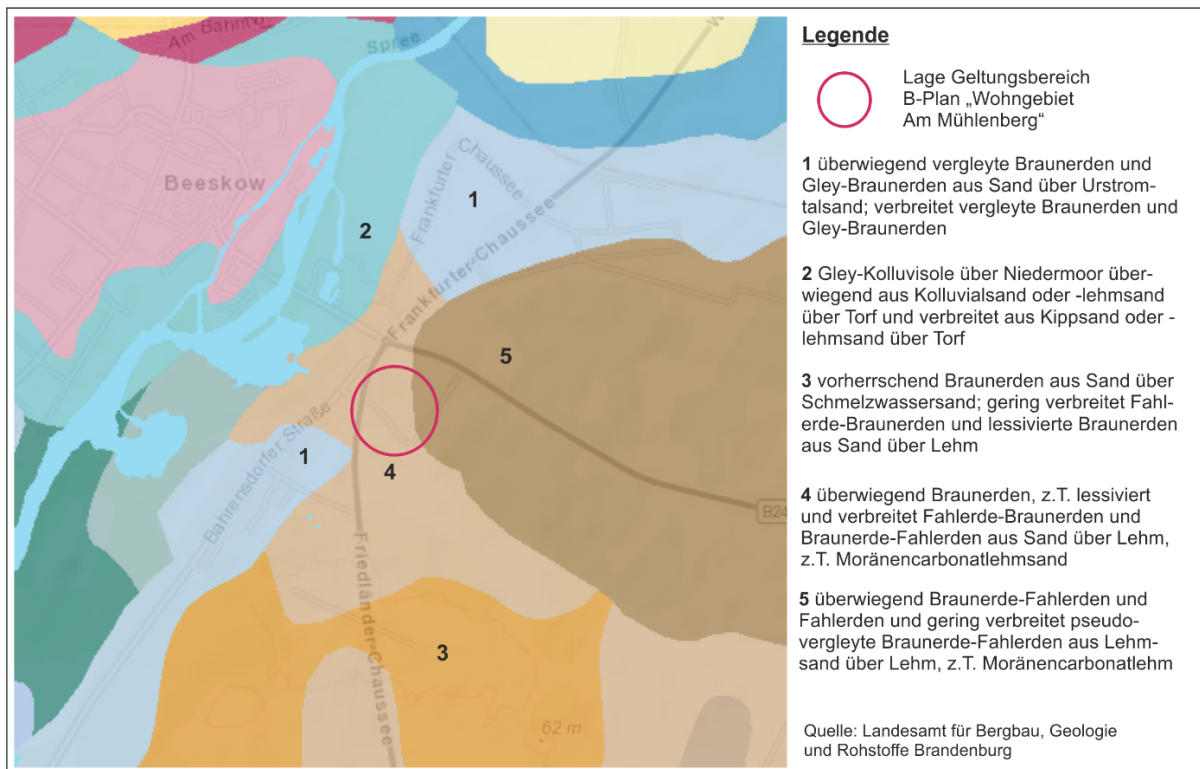 Am Bahnhof
Spree
W
Beeskow
Frankfurter
Chaussee
1
2
Frankfurter-Chaussee
5
Bahrensdorfer Straße
1
4
B24
Friedländer-Chaussee
3
62 m
Legende
Lage Geltungsbereich
B-Plan „Wohngebiet
Am Mühlenberg“
1 überwiegend vergleyte Braunerden und
Gley-Braunerden aus Sand über Urstrom-
talsand; verbreitet vergleyte Braunerden und
Gley-Braunerden
2 Gley-Kolluvisole über Niedermoor über-
wiegend aus Kolluvialsand oder -lehmsand
über Torf und verbreitet aus Kippsand oder -
lehmsand über Torf
3 vorherrschend Braunerden aus Sand über
Schmelzwassersand; gering verbreitet Fahl-
erde-Braunerden und lessivierte Braunerden
aus Sand über Lehm
4 überwiegend Braunerden, z.T. lessiviert
und verbreitet Fahlerde-Braunerden und
Braunerde-Fahlerden aus Sand über Lehm,
z.T. Moränencarbonatlehmsand
5 überwiegend Braunerde-Fahlerden und
Fahlerden und gering verbreitet pseudo-
vergleyte Braunerde-Fahlerden aus Lehm-
sand über Lehm, z.T. Moränencarbonatlehm
Quelle: Landesamt für Bergbau, Geologie
und Rohstoffe Brandenburg